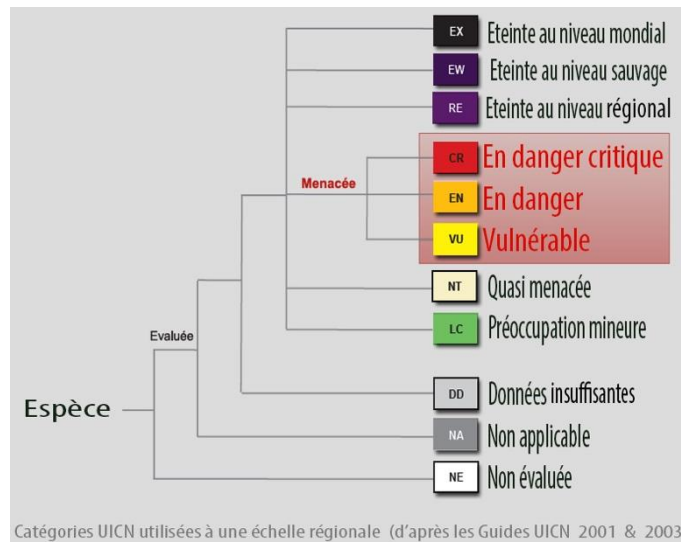 EX Eteinte au niveau mondial
EW Eteinte au niveau sauvage
RE Eteinte au niveau régional
CR En danger critique
Menacée
EN En danger
VU Vulnérable
NT Quasi menacée
LC Préoccupation mineure
Evaluée
DD Données insuffisantes
Espèce
NA Non applicable
NE Non évaluée
Catégories UICN utilisées à une échelle régionale (d'après les Guides UICN 2001 & 2003